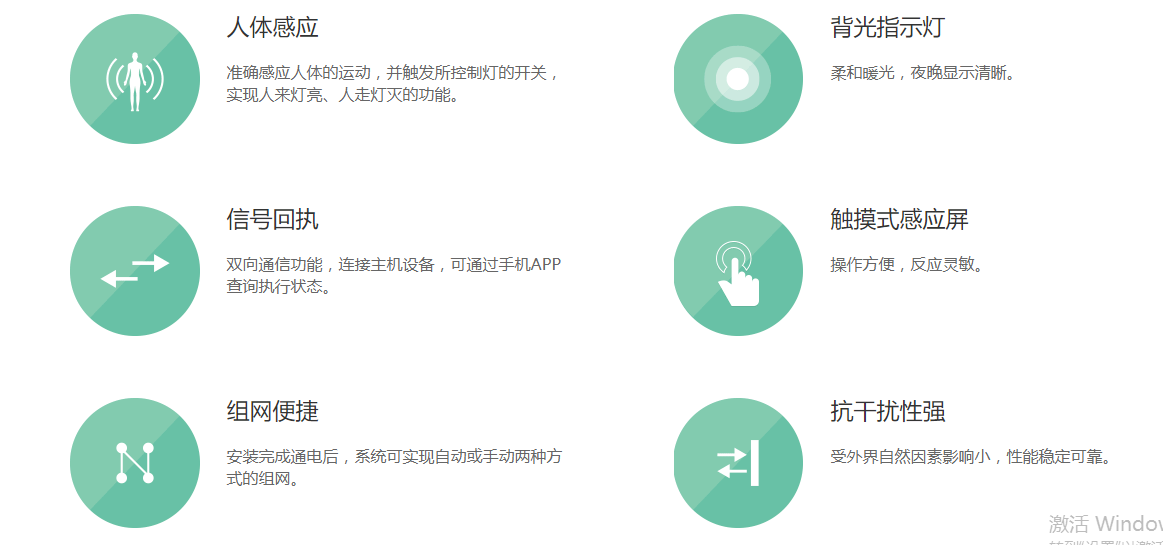 人体感应
准确感应人体的运动，并触发所控制灯的开关，
实现人来灯亮、人走灯灭的功能。
背光指示灯
柔和暖光，夜晚显示清晰。
信号回执
双向通信功能，连接主机设备，可通过手机APP
查询执行状态。
触摸式感应屏
操作方便，反应灵敏。
组网便捷
安装完成通电后，系统可实现自动或手动两种方
式的组网。
抗干扰性强
受外界自然因素影响小，性能稳定可靠。
激活 Window